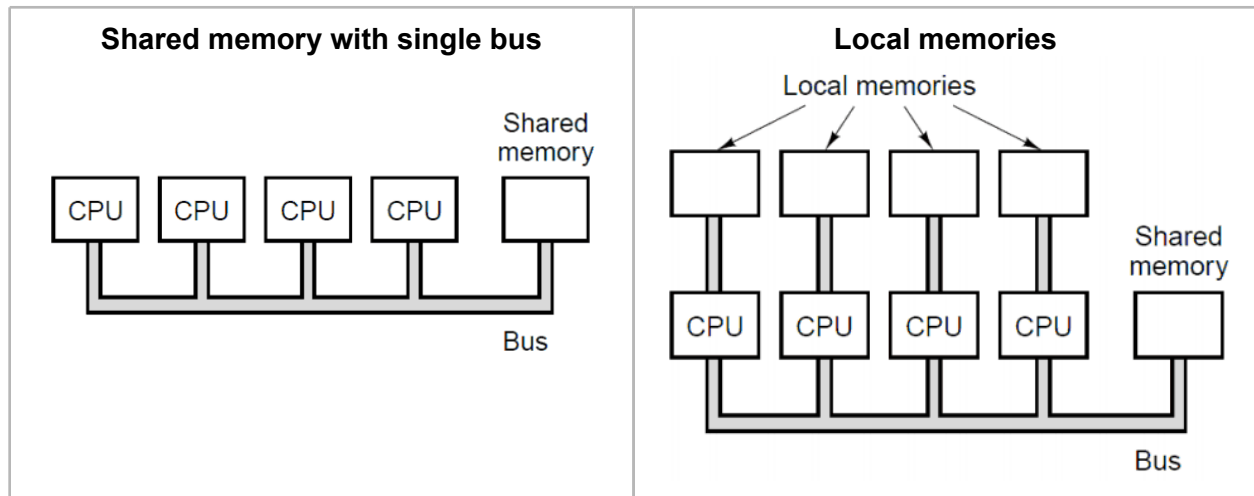 Shared memory with single bus
Shared
memory
CPU
CPU
CPU
CPU
Bus
Local memories
Local memories
Shared
memory
CPU
CPU
CPU
CPU
Bus